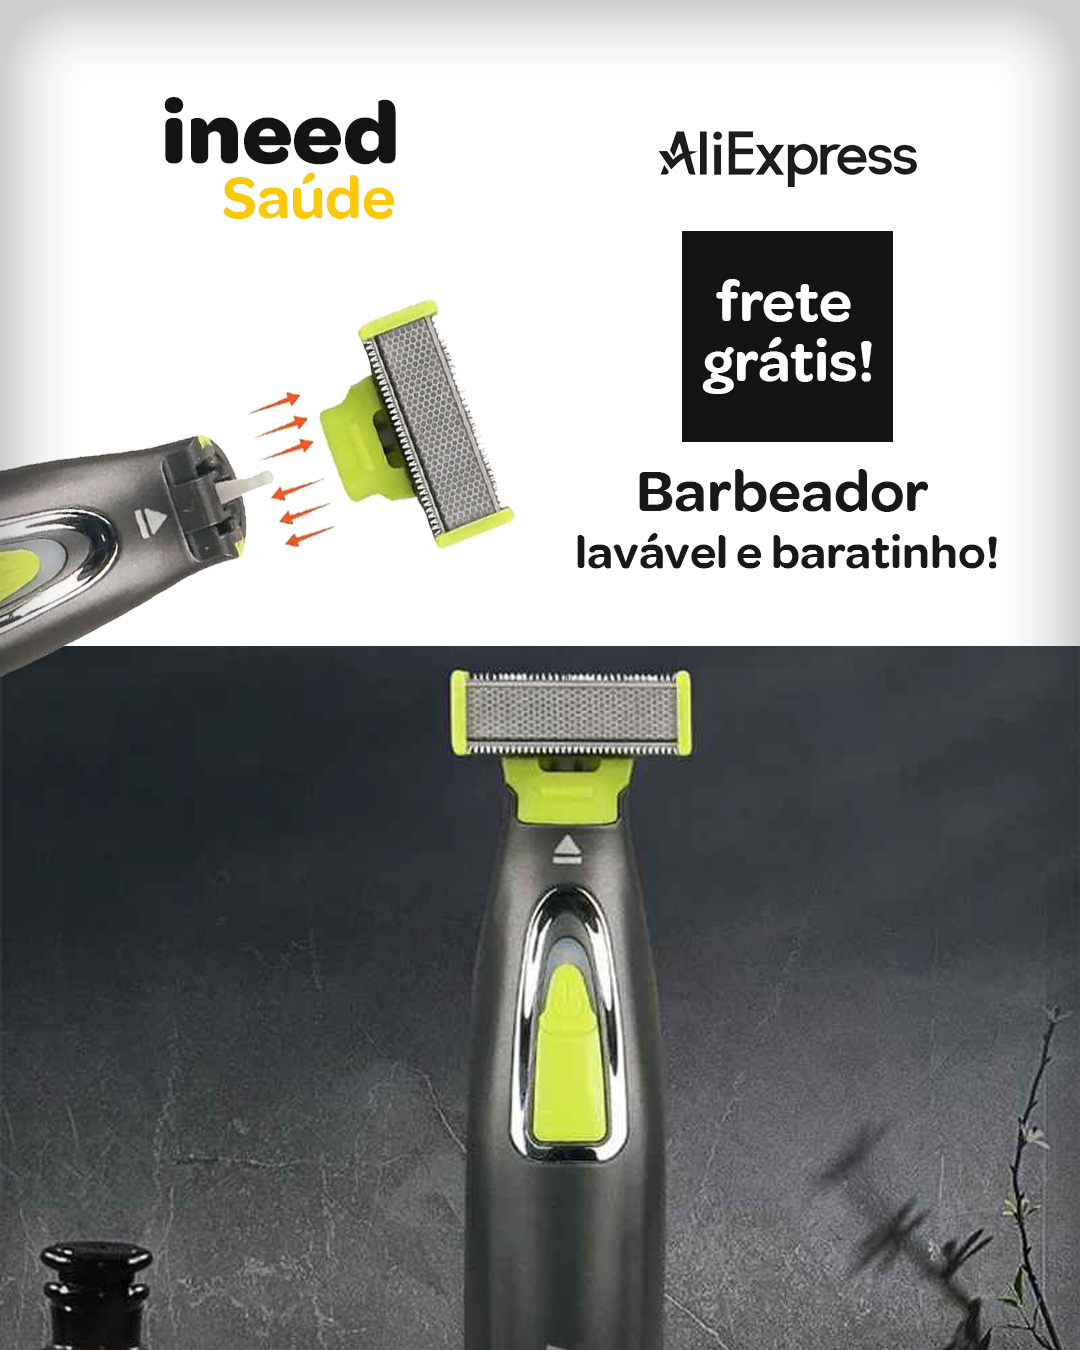 ineed
Saúde
AliExpress
frete
grátis!
Barbeador
lavável e baratinho!